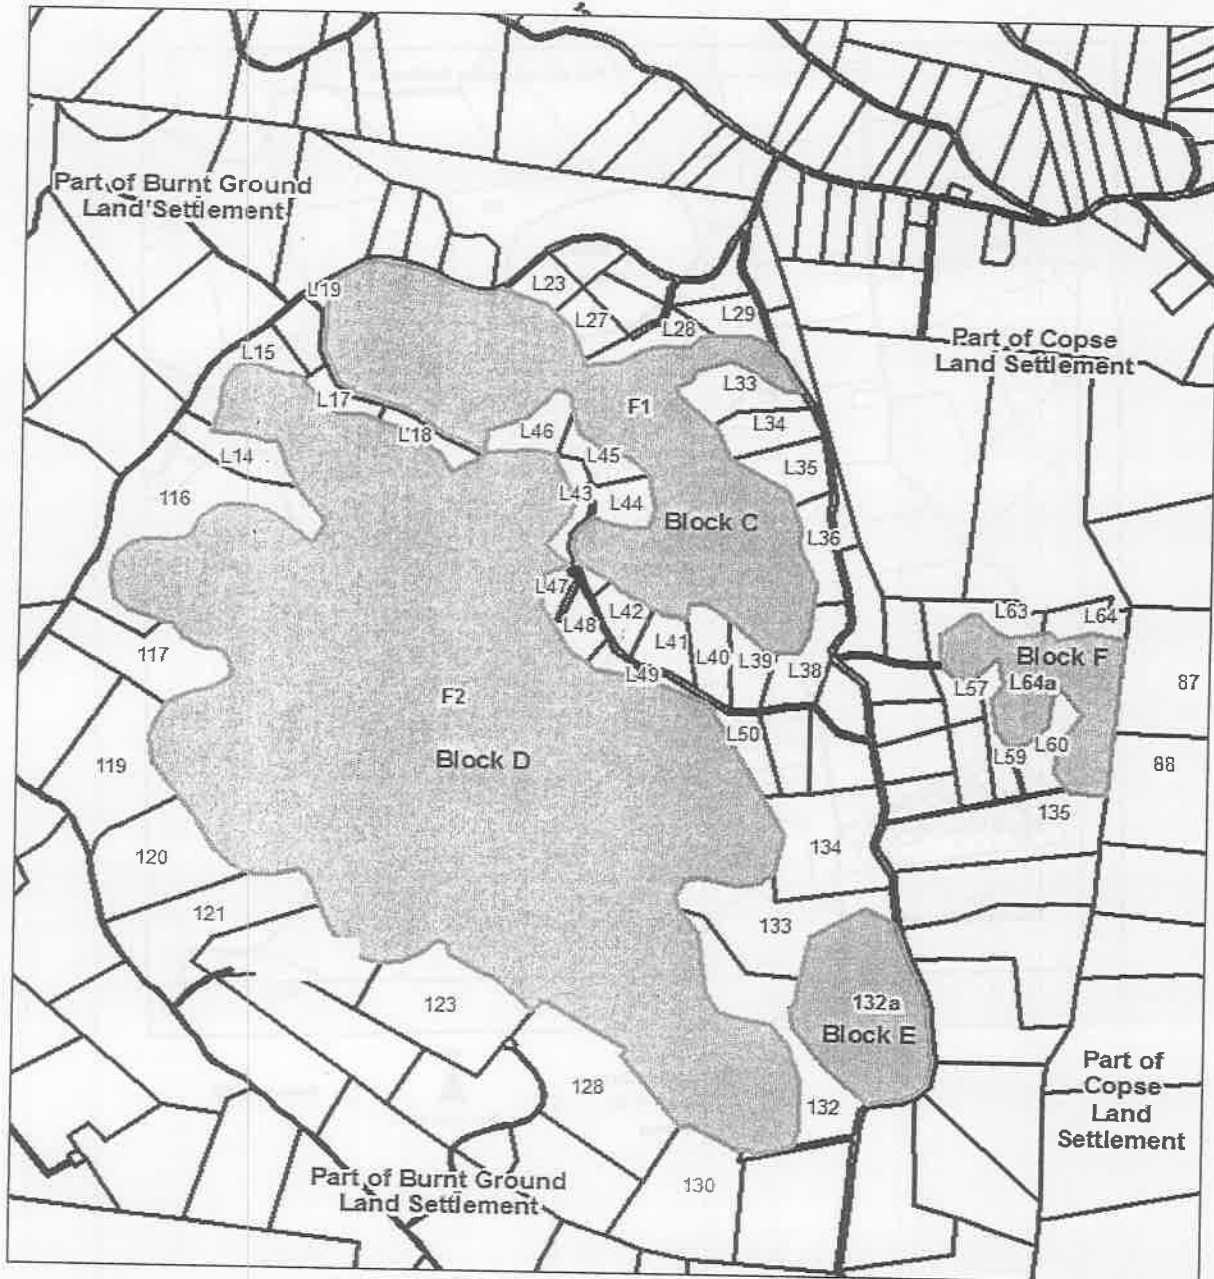 Part of Burnt Ground
Land Settlement
L19
L23
L27
L28
L29
Part of Copse
Land Settlement
L15
L17
L18
L33
F1
L34
L46
L45
L35
L14
116
L43
L44
Block C
L36
L47
L48
L42
L41
L40
L39
L38
L49
L63
L64
Block F
L57
L64a
87
117
F2
L50
L59
L60
88
119
Block D
135
120
134
121
133
123
132a
Block E
128
132
Part of
Copse
Land
Settlement
Part of Burnt Ground
Land Settlement
130